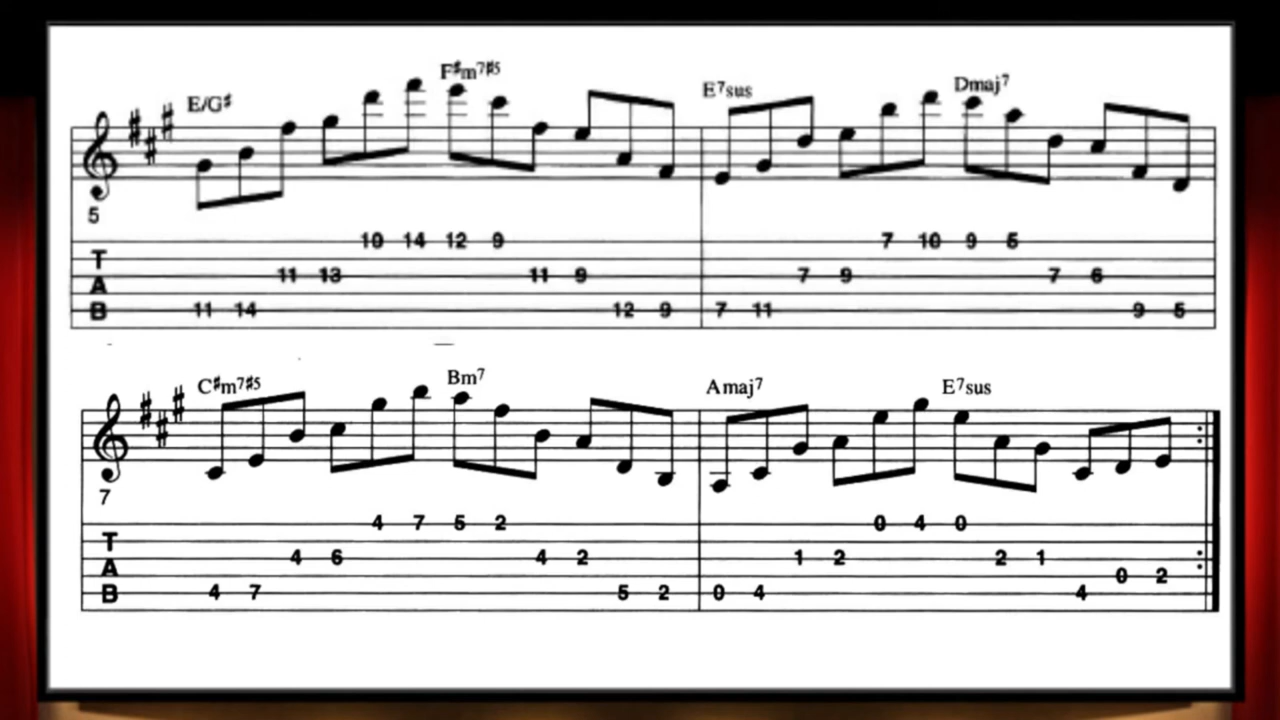 E/G♯ F♯m7♯5 E7sus Dmaj7
5
T
A
B
10 14 12 9 7 10 9 5
11 13 11 9 7 9 7 6
11 14 12 9 7 11 9 5
C♯m7♯5 Bm7 Amaj7 E7sus
7
T
A
B
4 7 5 2 0 4 0
4 6 4 2 1 2 2 1
0 2
4 7 5 2 0 4 4